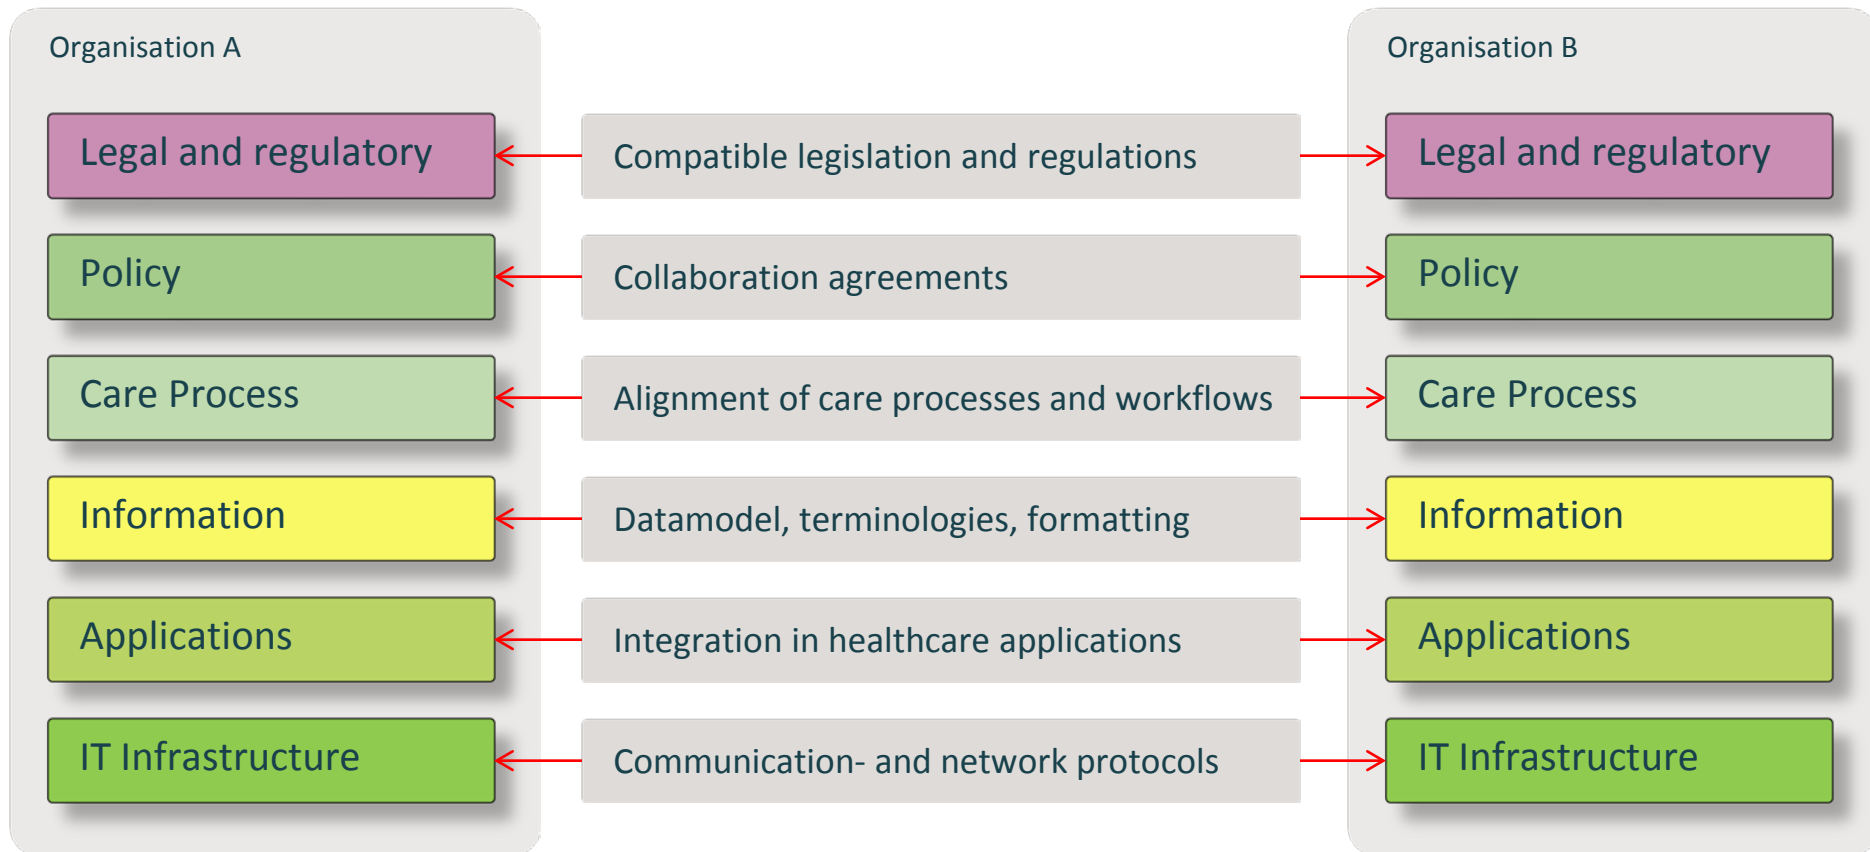 Organisation A
Organisation B
Legal and regulatory
Compatible legislation and regulations
Legal and regulatory
Policy
Collaboration agreements
Policy
Care Process
Alignment of care processes and workflows
Care Process
Information
Datamodel, terminologies, formatting
Information
Applications
Integration in healthcare applications
Applications
IT Infrastructure
Communication- and network protocols
IT Infrastructure